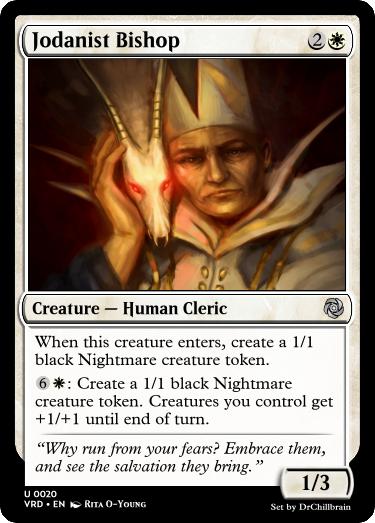 Jodanist Bishop 2
Creature — Human Cleric
When this creature enters, create a 1/1
black Nightmare creature token.
6 : Create a 1/1 black Nightmare
creature token. Creatures you control get
+1/+1 until end of turn.
“Why run from your fears? Embrace them,
and see the salvation they bring.”
1/3
U 0020
VRD • EN Rita O-Young
Set by DrChillbrain